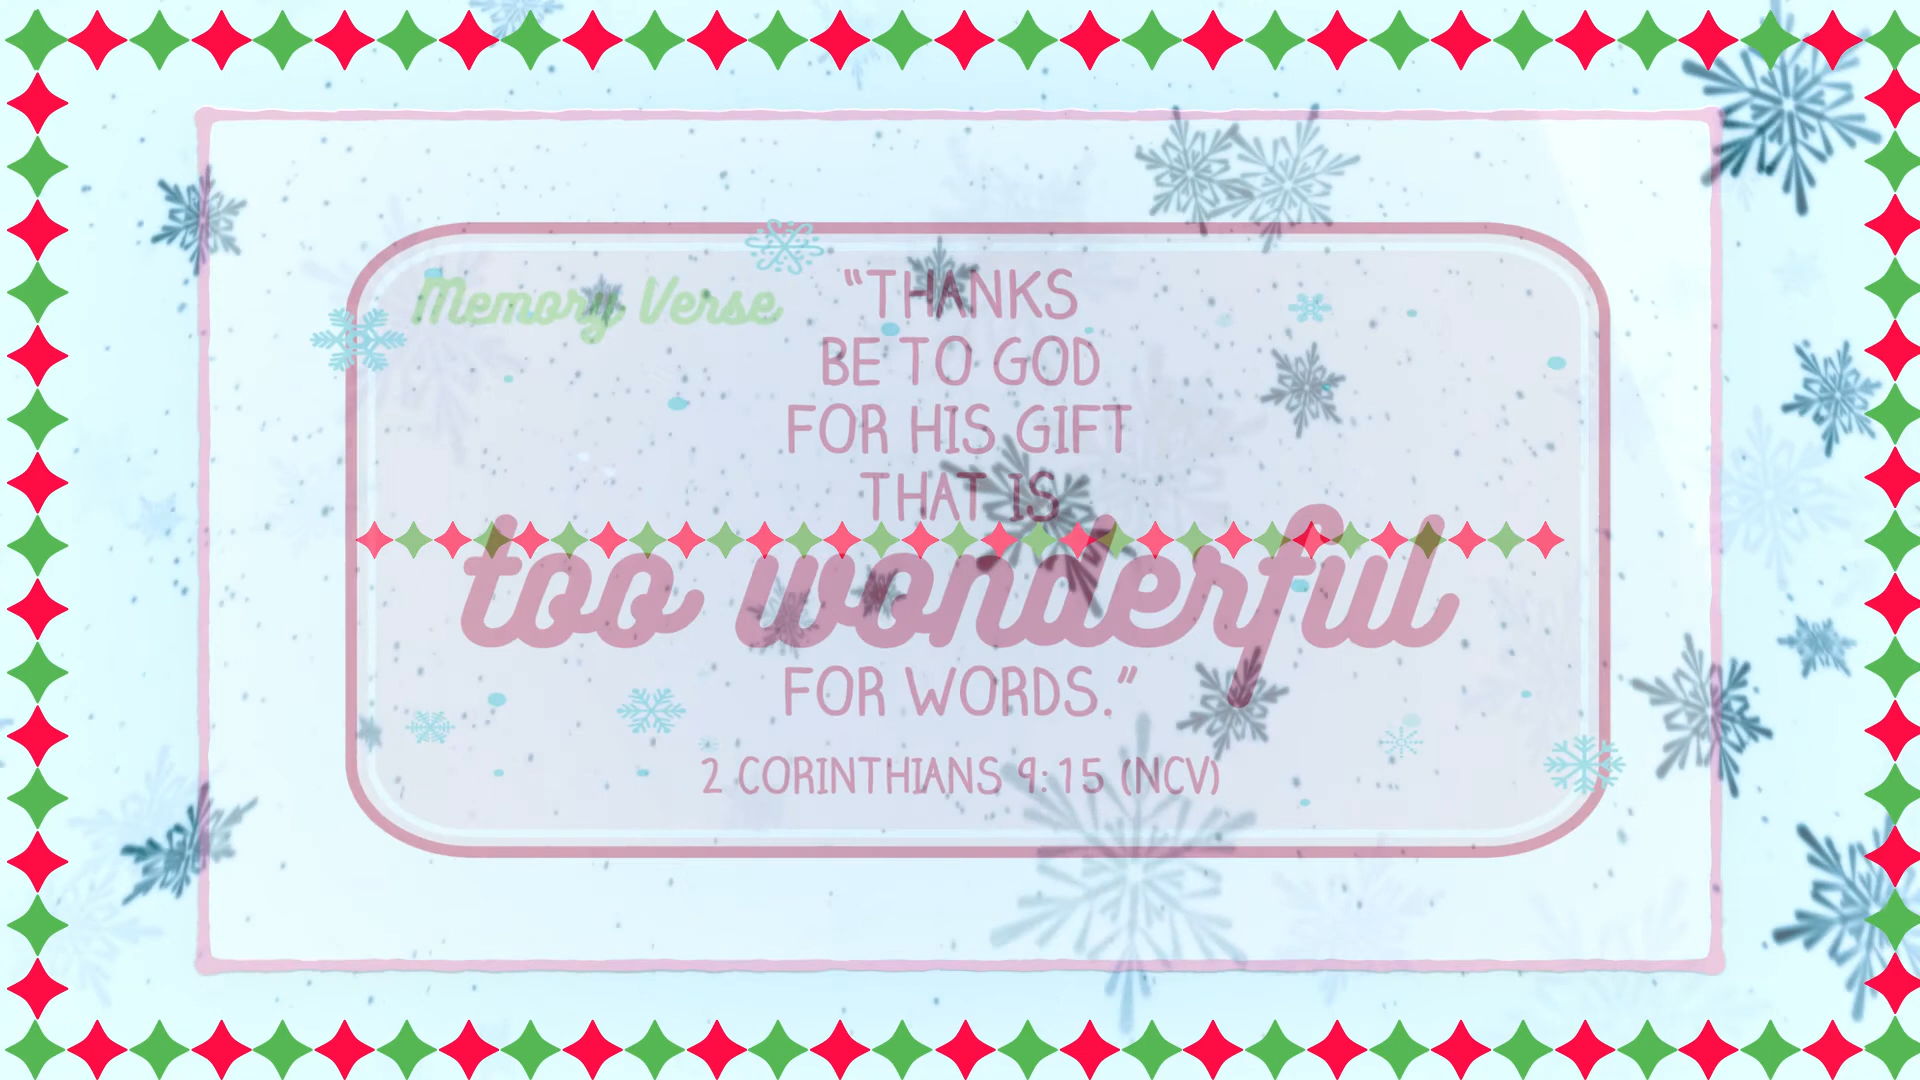 Memory Verse
“THANKS
BE TO GOD
FOR HIS GIFT
THAT IS
too wonderful
FOR WORDS.”
2 CORINTHIANS 9:15 (NCV)